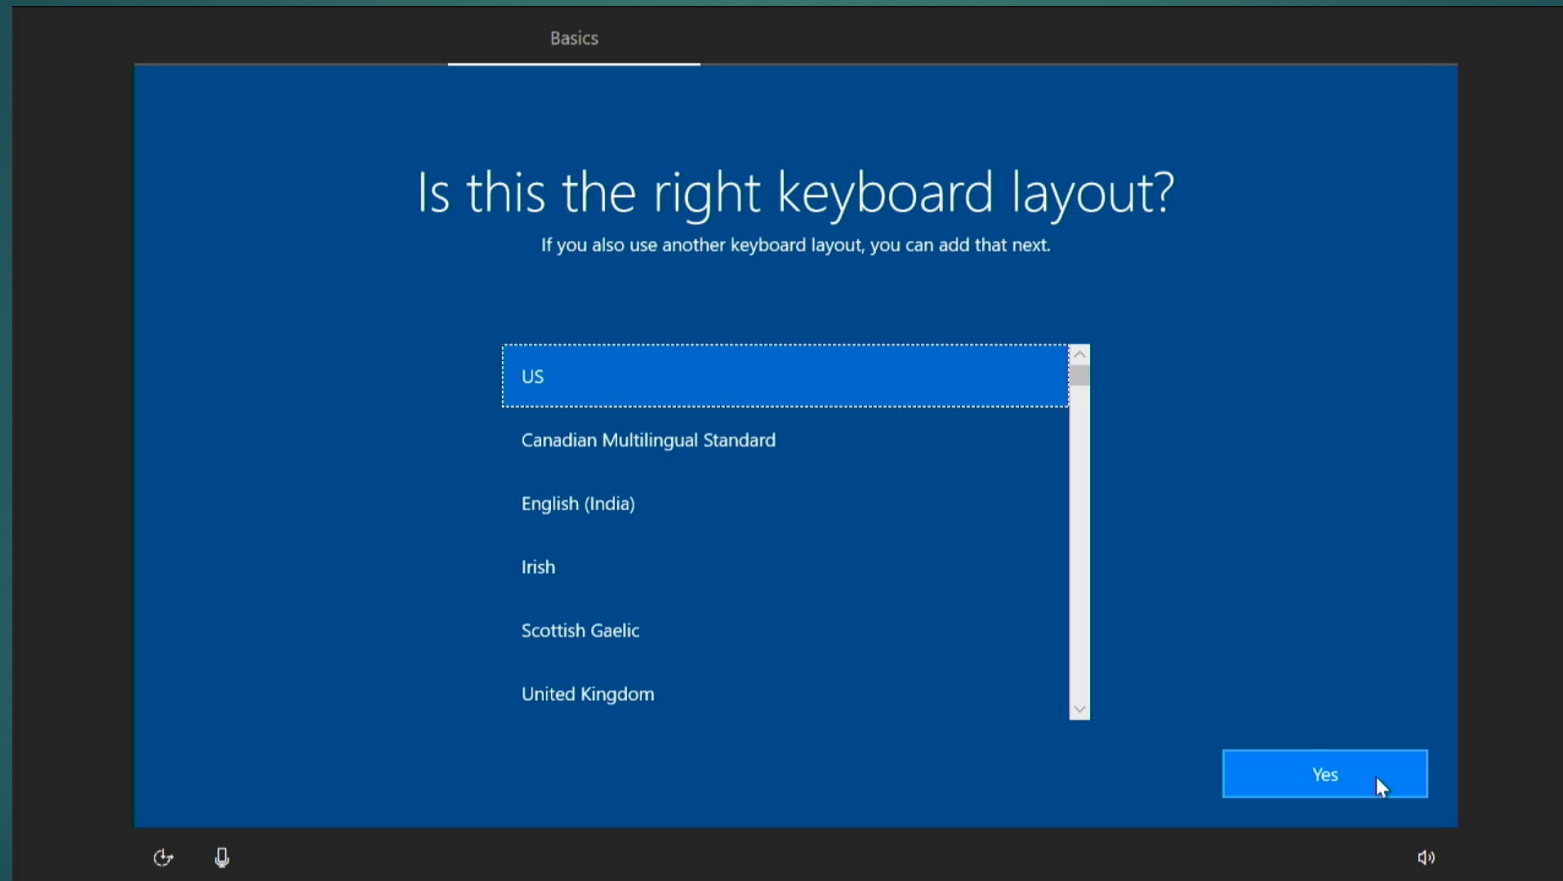 Basics
Is this the right keyboard layout?
If you also use another keyboard layout, you can add that next.
US
Canadian Multilingual Standard
English (India)
Irish
Scottish Gaelic
United Kingdom
Yes